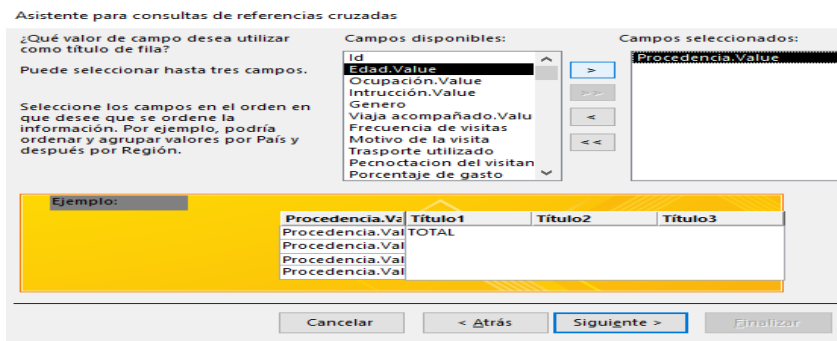 Asistente para consultas de referencias cruzadas
¿Qué valor de campo desea utilizar
como título de fila?
Puede seleccionar hasta tres campos.
Seleccione los campos en el orden en
que desee que se ordene la
información. Por ejemplo, podría
ordenar y agrupar valores por País y
después por Región.
Campos disponibles:
Id
Edad.Value
Ocupación.Value
Intrucción.Value
Genero
Viaja acompañado.Valu
Frecuencia de visitas
Motivo de la visita
Trasporte utilizado
Pecnoctacion del visitan
Porcentaje de gasto
>
>>
<
<<
Campos seleccionados:
Procedencia.Value
Ejemplo:
Procedencia.Va Título1 Título2 Título3
Procedencia.Val TOTAL
Procedencia.Val
Procedencia.Val
Procedencia.Val
Cancelar < Atrás Siguiente > Finalizar